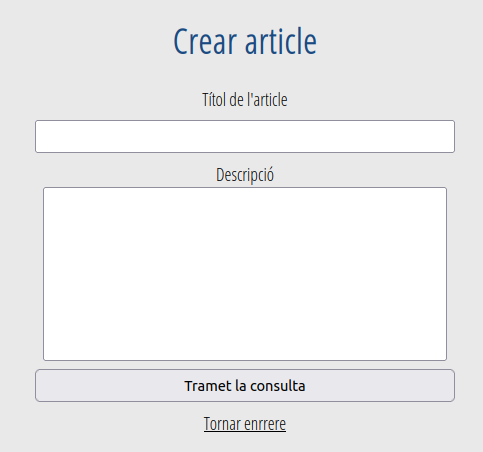 Crear article
Títol de l'article
Descripció
Tramet la consulta
Tornar enrrere